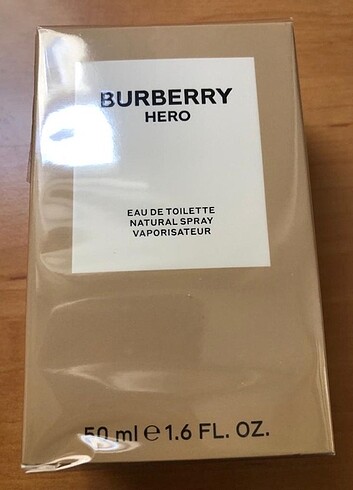 BURBERRY
HERO
EAU DE TOILETTE
NATURAL SPRAY
VAPORISATEUR
50 ml ℮ 1.6 FL. OZ.